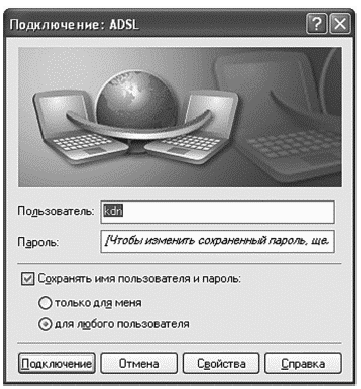 Подключение: ADSL
Пользователь: kdn
Пароль: [Чтобы изменить сохраненный пароль, ще.
Сохранять имя пользователя и пароль:
только для меня
для любого пользователя
Подключение Отмена Свойства Справка